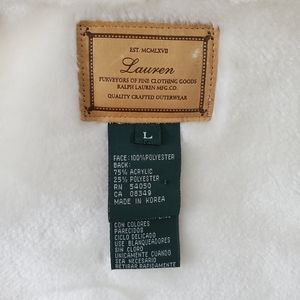 EST. MCMLXVII
Lauren
PURVEYORS OF FINE CLOTHING GOODS
RALPH LAUREN MFG. CO.
QUALITY CRAFTED OUTERWEAR
L
FACE: 100% POLYESTER
BACK:
75% ACRYLIC
25% POLYESTER
RN 54050
CA 08349
MADE IN KOREA
CON COLORES
PARECIDOS
CICLO DELICADO
USE BLANQUEADORES
SIN CLORO
UNICAMENTE CUANDO
SEA NECESARIO
RETIRAR RAPIDAMENTE